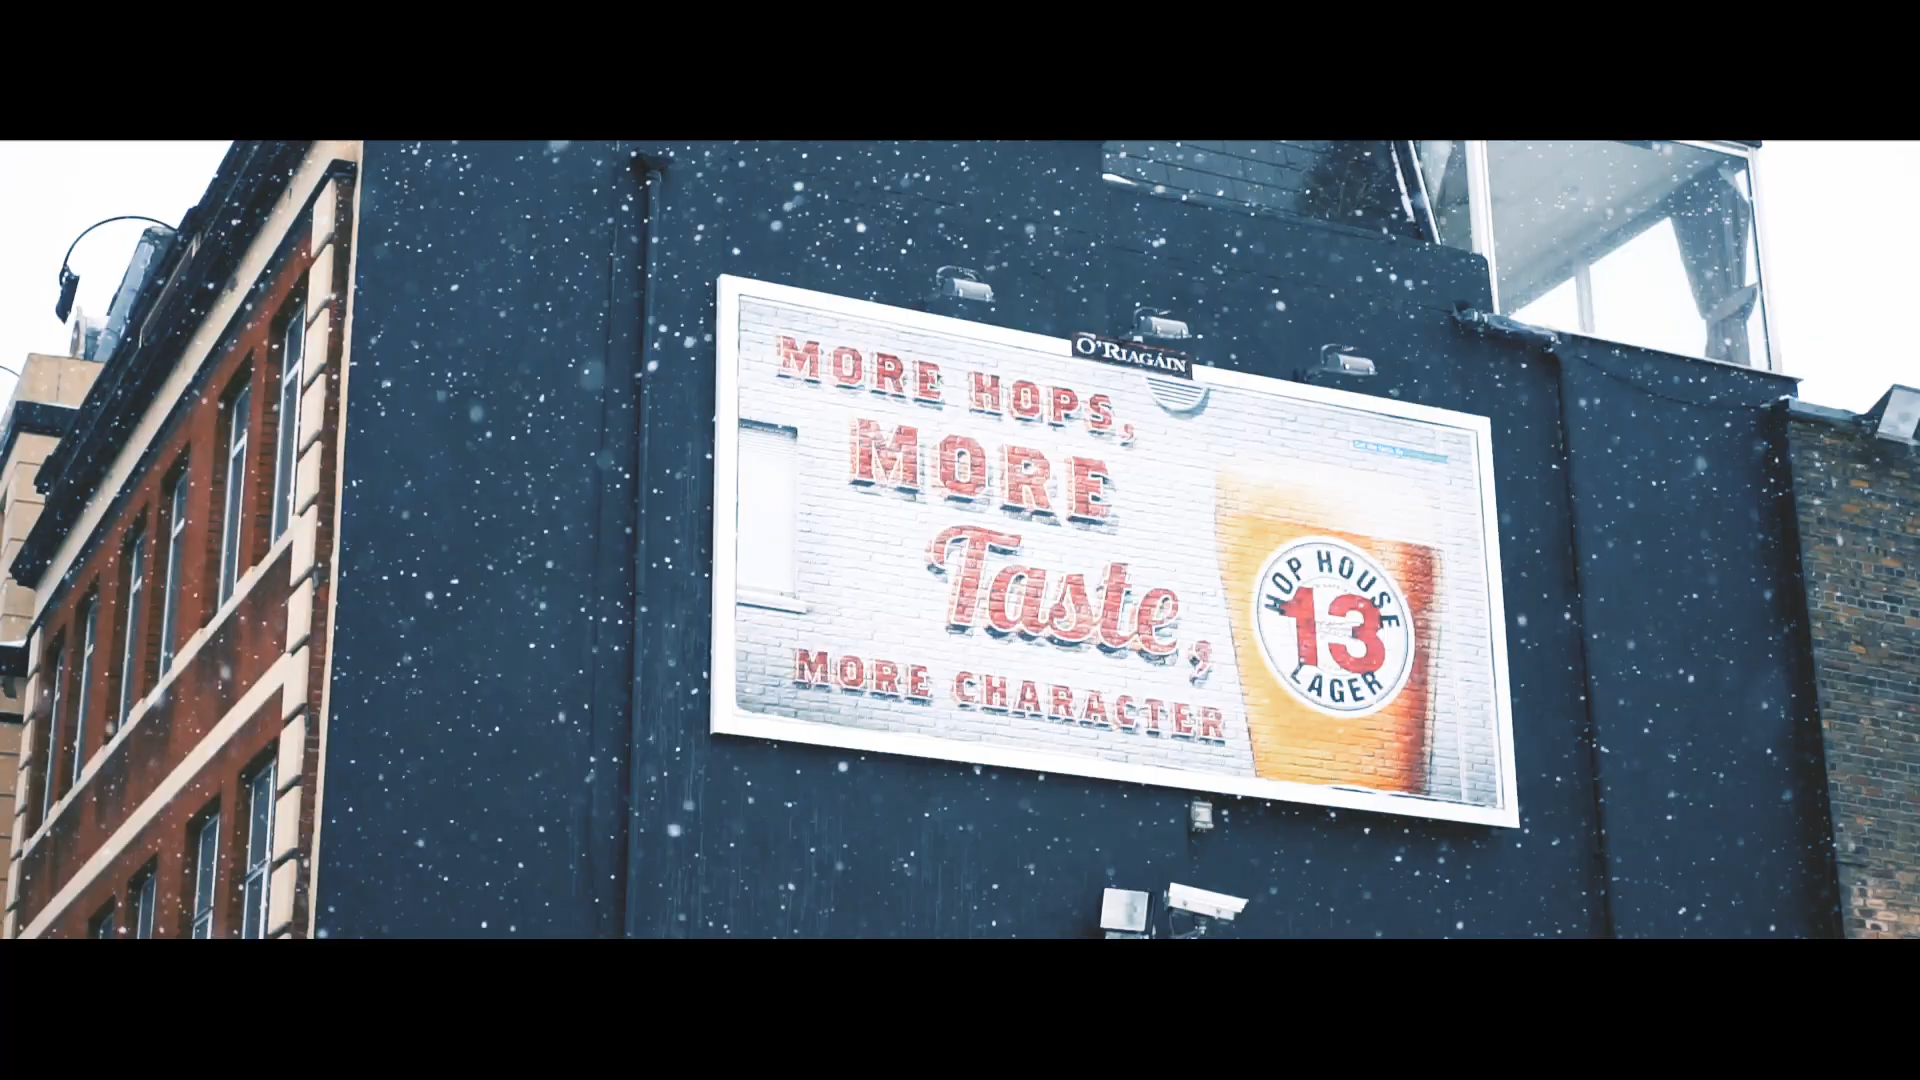 O'RIAGÁIN
MORE HOPS,
MORE
Taste,
MORE CHARACTER
HOP HOUSE
13
LAGER